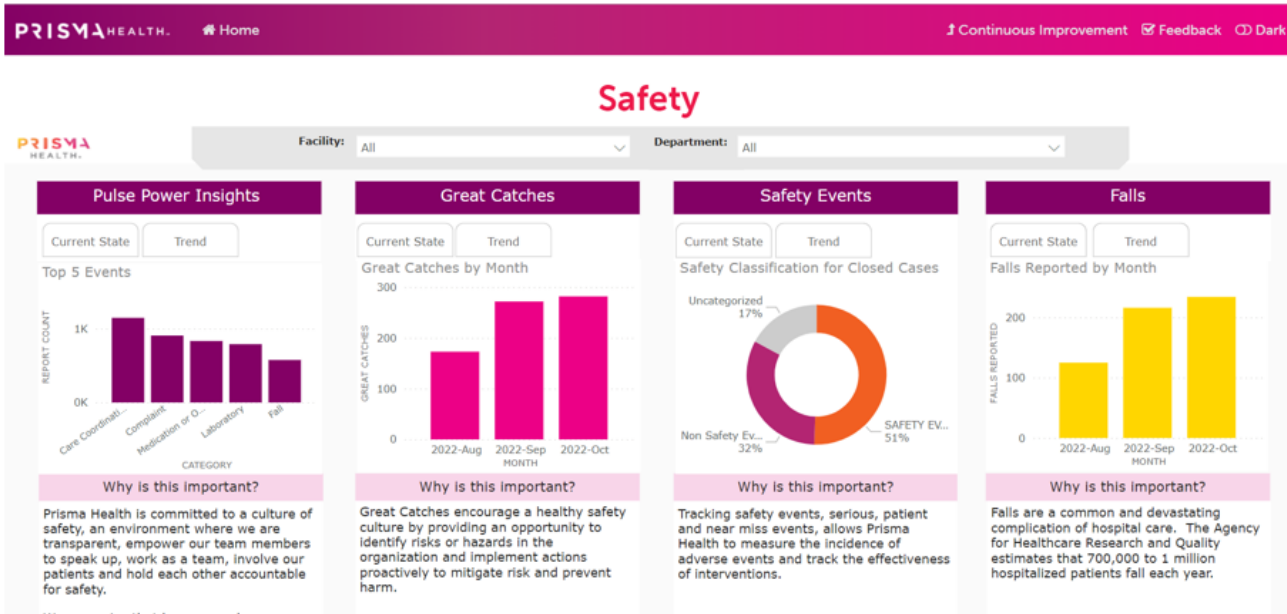 PRISMA HEALTH.
Home
Continuous Improvement
Feedback
Dark
Safety
PRISMA
HEALTH.
Facility:
All
Department:
All
Pulse Power Insights
Current State
Trend
Top 5 Events
REPORT COUNT
1K
0K
Care Coordinati...
Complaint
Medication or O...
Laboratory
Fall
CATEGORY
Why is this important?
Prisma Health is committed to a culture of
safety, an environment where we are
transparent, empower our team members
to speak up, work as a team, involve our
patients and hold each other accountable
for safety.
Great Catches
Current State
Trend
Great Catches by Month
GREAT CATCHES
300
200
100
0
2022-Aug
2022-Sep
2022-Oct
MONTH
Why is this important?
Great Catches encourage a healthy safety
culture by providing an opportunity to
identify risks or hazards in the
organization and implement actions
proactively to mitigate risk and prevent
harm.
Safety Events
Current State
Trend
Safety Classification for Closed Cases
Uncategorized
17%
Non Safety Ev...
32%
SAFETY EV...
51%
Why is this important?
Tracking safety events, serious, patient
and near miss events, allows Prisma
Health to measure the incidence of
adverse events and track the effectiveness
of interventions.
Falls
Current State
Trend
Falls Reported by Month
FALLS REPORTED
200
100
0
2022-Aug
2022-Sep
2022-Oct
MONTH
Why is this important?
Falls are a common and devastating
complication of hospital care. The Agency
for Healthcare Research and Quality
estimates that 700,000 to 1 million
hospitalized patients fall each year.